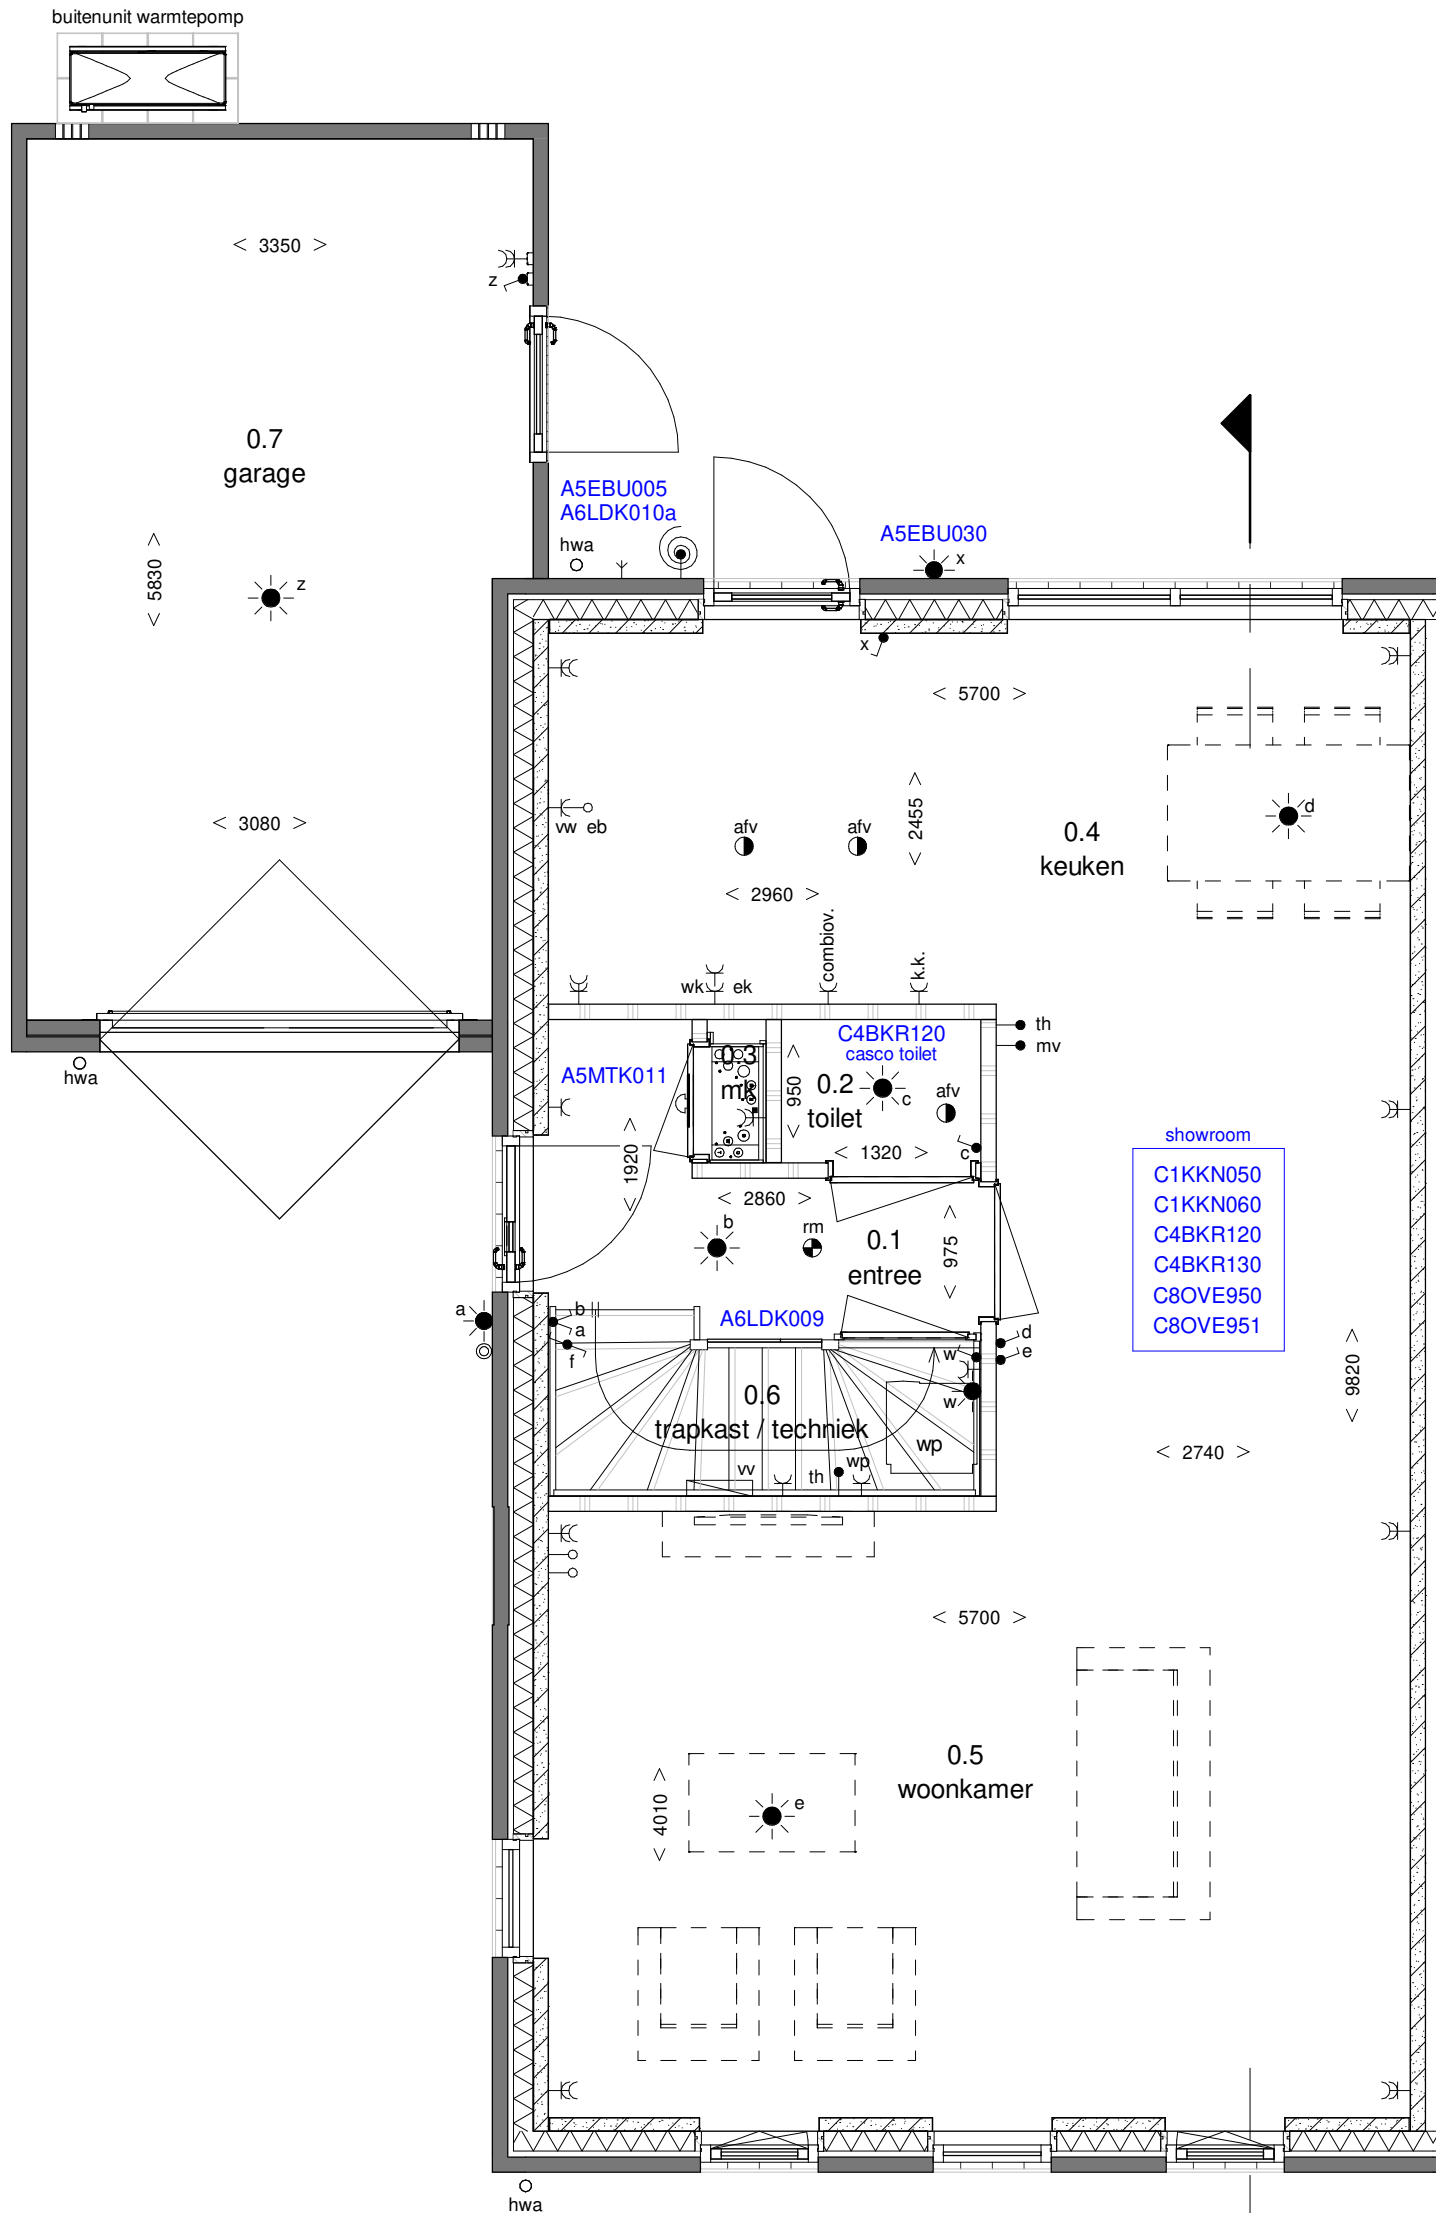 buitenunit warmtepomp
< 3350 >
z
0.7
garage
A5EBU005
A6LDK010a
hwa
A5EBU030
x
< 5830 >
z
x
< 5700 >
< 3080 >
vw eb
afv
afv
< 2455 >
0.4
keuken
d
< 2960 >
combiov.
k.k.
wk
ek
hwa
th
mv
C4BKR120
casco toilet
A5MTK011
0.3
mk
< 950 >
0.2
toilet
c
afv
c
< 1920 >
< 1320 >
showroom
C1KKN050
C1KKN060
C4BKR120
C4BKR130
C8OVE950
C8OVE951
< 2860 >
b
rm
0.1
entree
< 975 >
a
b
a
f
A6LDK009
d
e
w
w
0.6
trapkast / techniek
wp
< 9820 >
< 2740 >
vv
th
wp
< 5700 >
0.5
woonkamer
< 4010 >
e
hwa